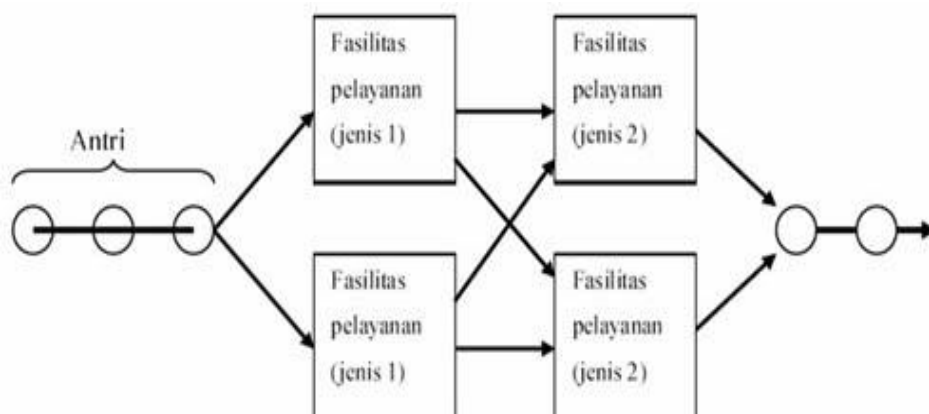 Antri
Fasilitas
pelayanan
(jenis 1)
Fasilitas
pelayanan
(jenis 2)
Fasilitas
pelayanan
(jenis 1)
Fasilitas
pelayanan
(jenis 2)